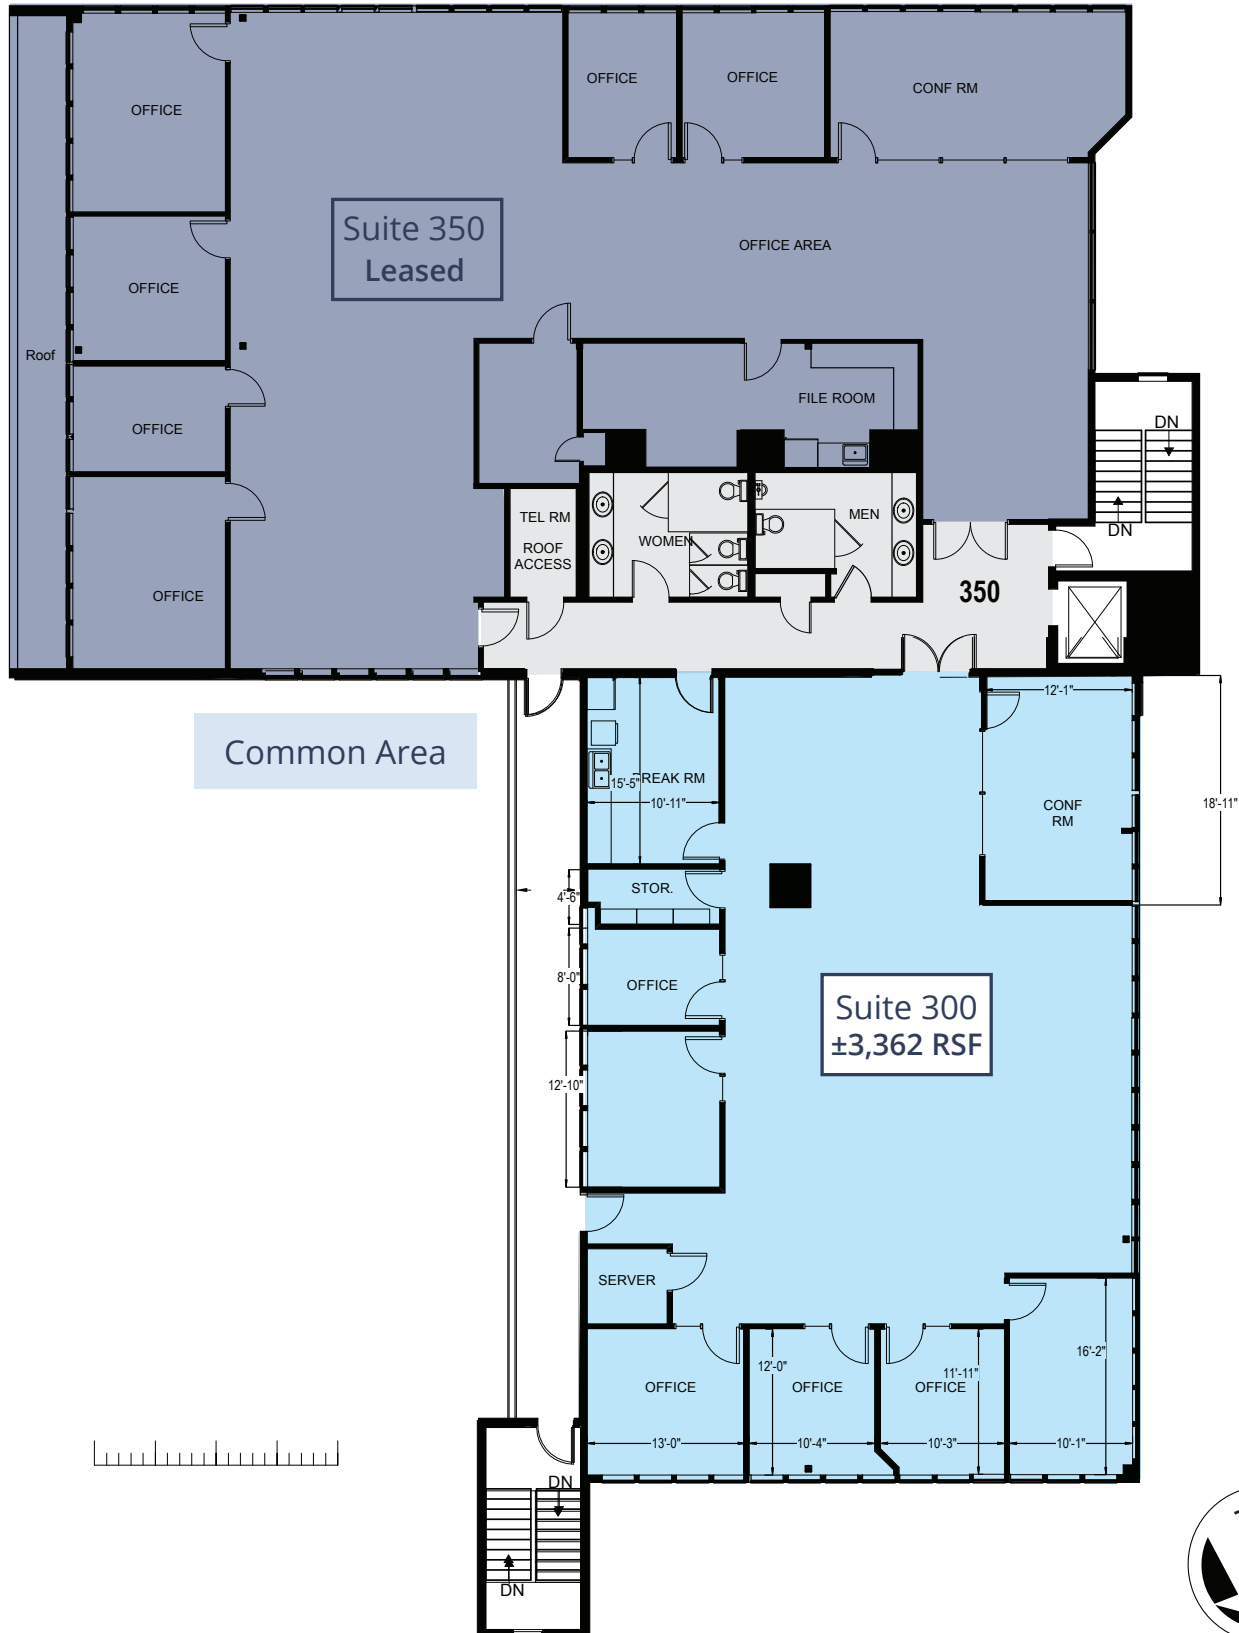 OFFICE
OFFICE
OFFICE
CONF RM
Suite 350
Leased
OFFICE AREA
OFFICE
Roof
FILE ROOM
OFFICE
DN
DN
TEL RM
ROOF
ACCESS
WOMEN
MEN
350
OFFICE
12'-1"
Common Area
15'-5"
REAK RM
10'-11"
CONF
RM
18'-11"
STOR.
4'-6"
8'-0"
OFFICE
Suite 300
±3,362 RSF
12'-10"
SERVER
16'-2"
12'-0"
11'-11"
OFFICE
OFFICE
OFFICE
13'-0"
10'-4"
10'-3"
10'-1"
DN
DN